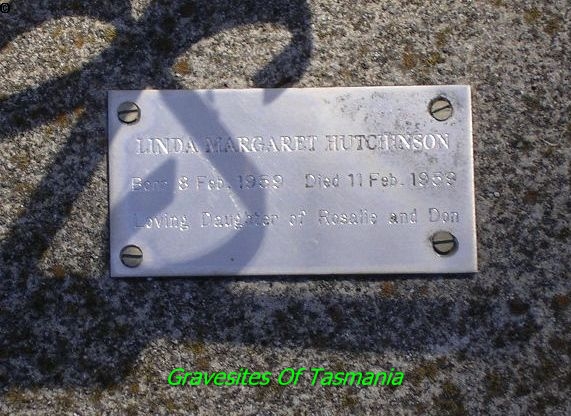 LINDA MARGARET HUTCHINSON
Born 8 Feb. 1959 Died 11 Feb. 1959
Loving Daughter of Rosalie and Don
Gravesites Of Tasmania
©